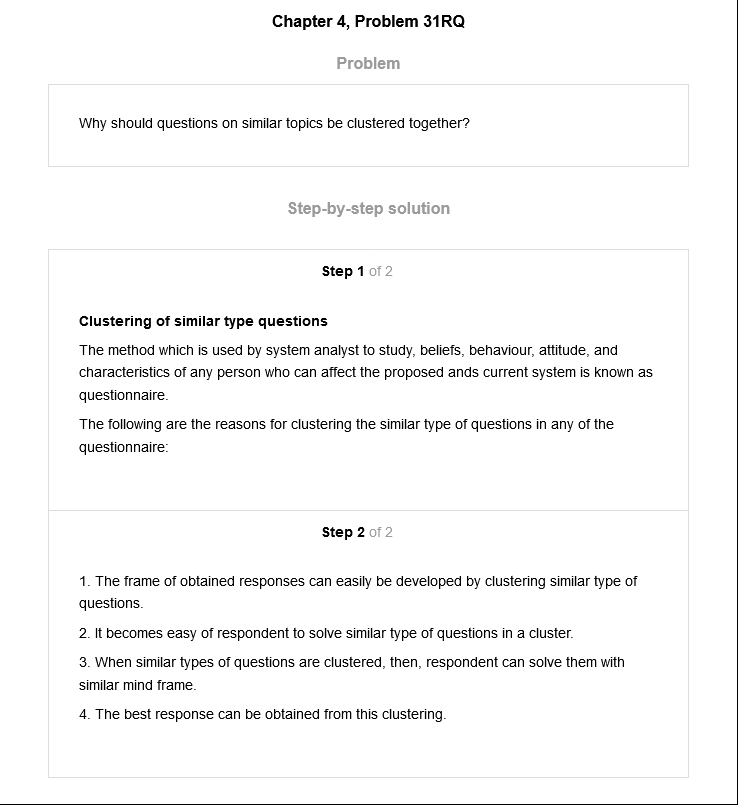 Chapter 4, Problem 31RQ
Problem
Why should questions on similar topics be clustered together?
Step-by-step solution
Step 1 of 2
Clustering of similar type questions
The method which is used by system analyst to study, beliefs, behaviour, attitude, and
characteristics of any person who can affect the proposed ands current system is known as
questionnaire.
The following are the reasons for clustering the similar type of questions in any of the
questionnaire:
Step 2 of 2
1. The frame of obtained responses can easily be developed by clustering similar type of
questions.
2. It becomes easy of respondent to solve similar type of questions in a cluster.
3. When similar types of questions are clustered, then, respondent can solve them with
similar mind frame.
4. The best response can be obtained from this clustering.